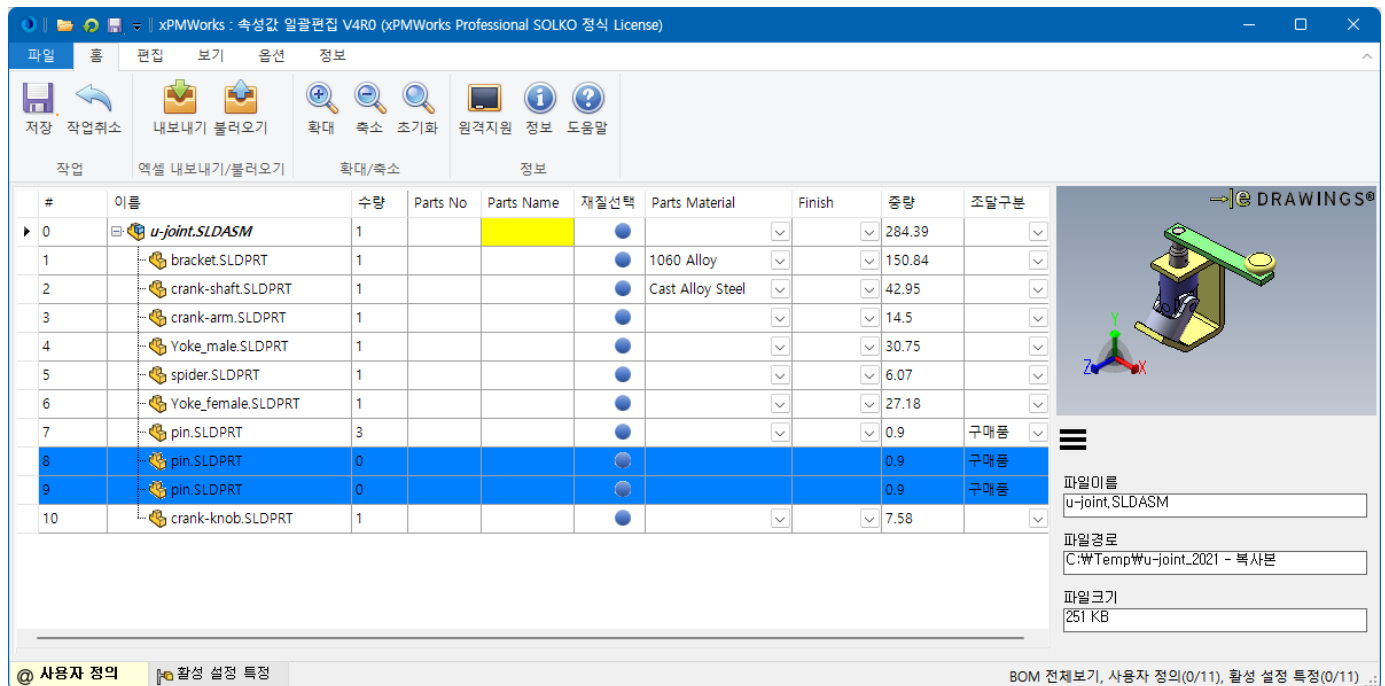 xPMWorks : 속성값 일괄편집 V4R0 (xPMWorks Professional SOLKO 정식 License)
파일 홈 편집 보기 옵션 정보
저장 작업취소 내보내기 불러오기 확대 축소 초기화 원격지원 정보 도움말
작업 엑셀 내보내기/불러오기 확대/축소 정보
# 이름 수량 Parts No Parts Name 재질선택 Parts Material Finish 중량 조달구분
0 u-joint.SLDASM 1 284.39
1 bracket.SLDPRT 1 1060 Alloy 150.84
2 crank-shaft.SLDPRT 1 Cast Alloy Steel 42.95
3 crank-arm.SLDPRT 1 14.5
4 Yoke_male.SLDPRT 1 30.75
5 spider.SLDPRT 1 6.07
6 Yoke_female.SLDPRT 1 27.18
7 pin.SLDPRT 3 0.9 구매품
8 pin.SLDPRT 0 0.9 구매품
9 pin.SLDPRT 0 0.9 구매품
10 crank-knob.SLDPRT 1 7.58
e DRAWINGS®
Y
Z X
파일이름
u-joint.SLDASM
파일경로
C:₩Temp₩u-joint_2021 - 복사본
파일크기
251 KB
@ 사용자 정의 활성 설정 특정
BOM 전체보기, 사용자 정의(0/11), 활성 설정 특정(0/11)